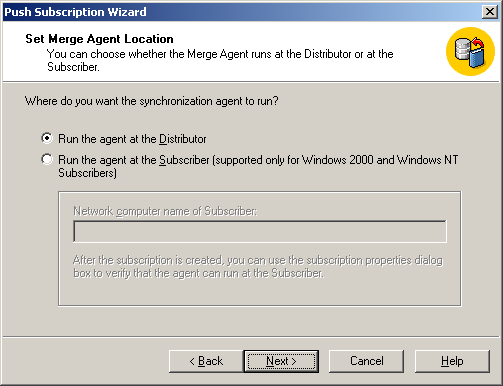 Push Subscription Wizard
Set Merge Agent Location
You can choose whether the Merge Agent runs at the Distributor or at the
Subscriber.
Where do you want the synchronization agent to run?
Run the agent at the Distributor
Run the agent at the Subscriber (supported only for Windows 2000 and Windows NT
Subscribers)
Network computer name of Subscriber:
After the subscription is created, you can use the subscription properties dialog
box to verify that the agent can run at the Subscriber.
< Back
Next >
Cancel
Help